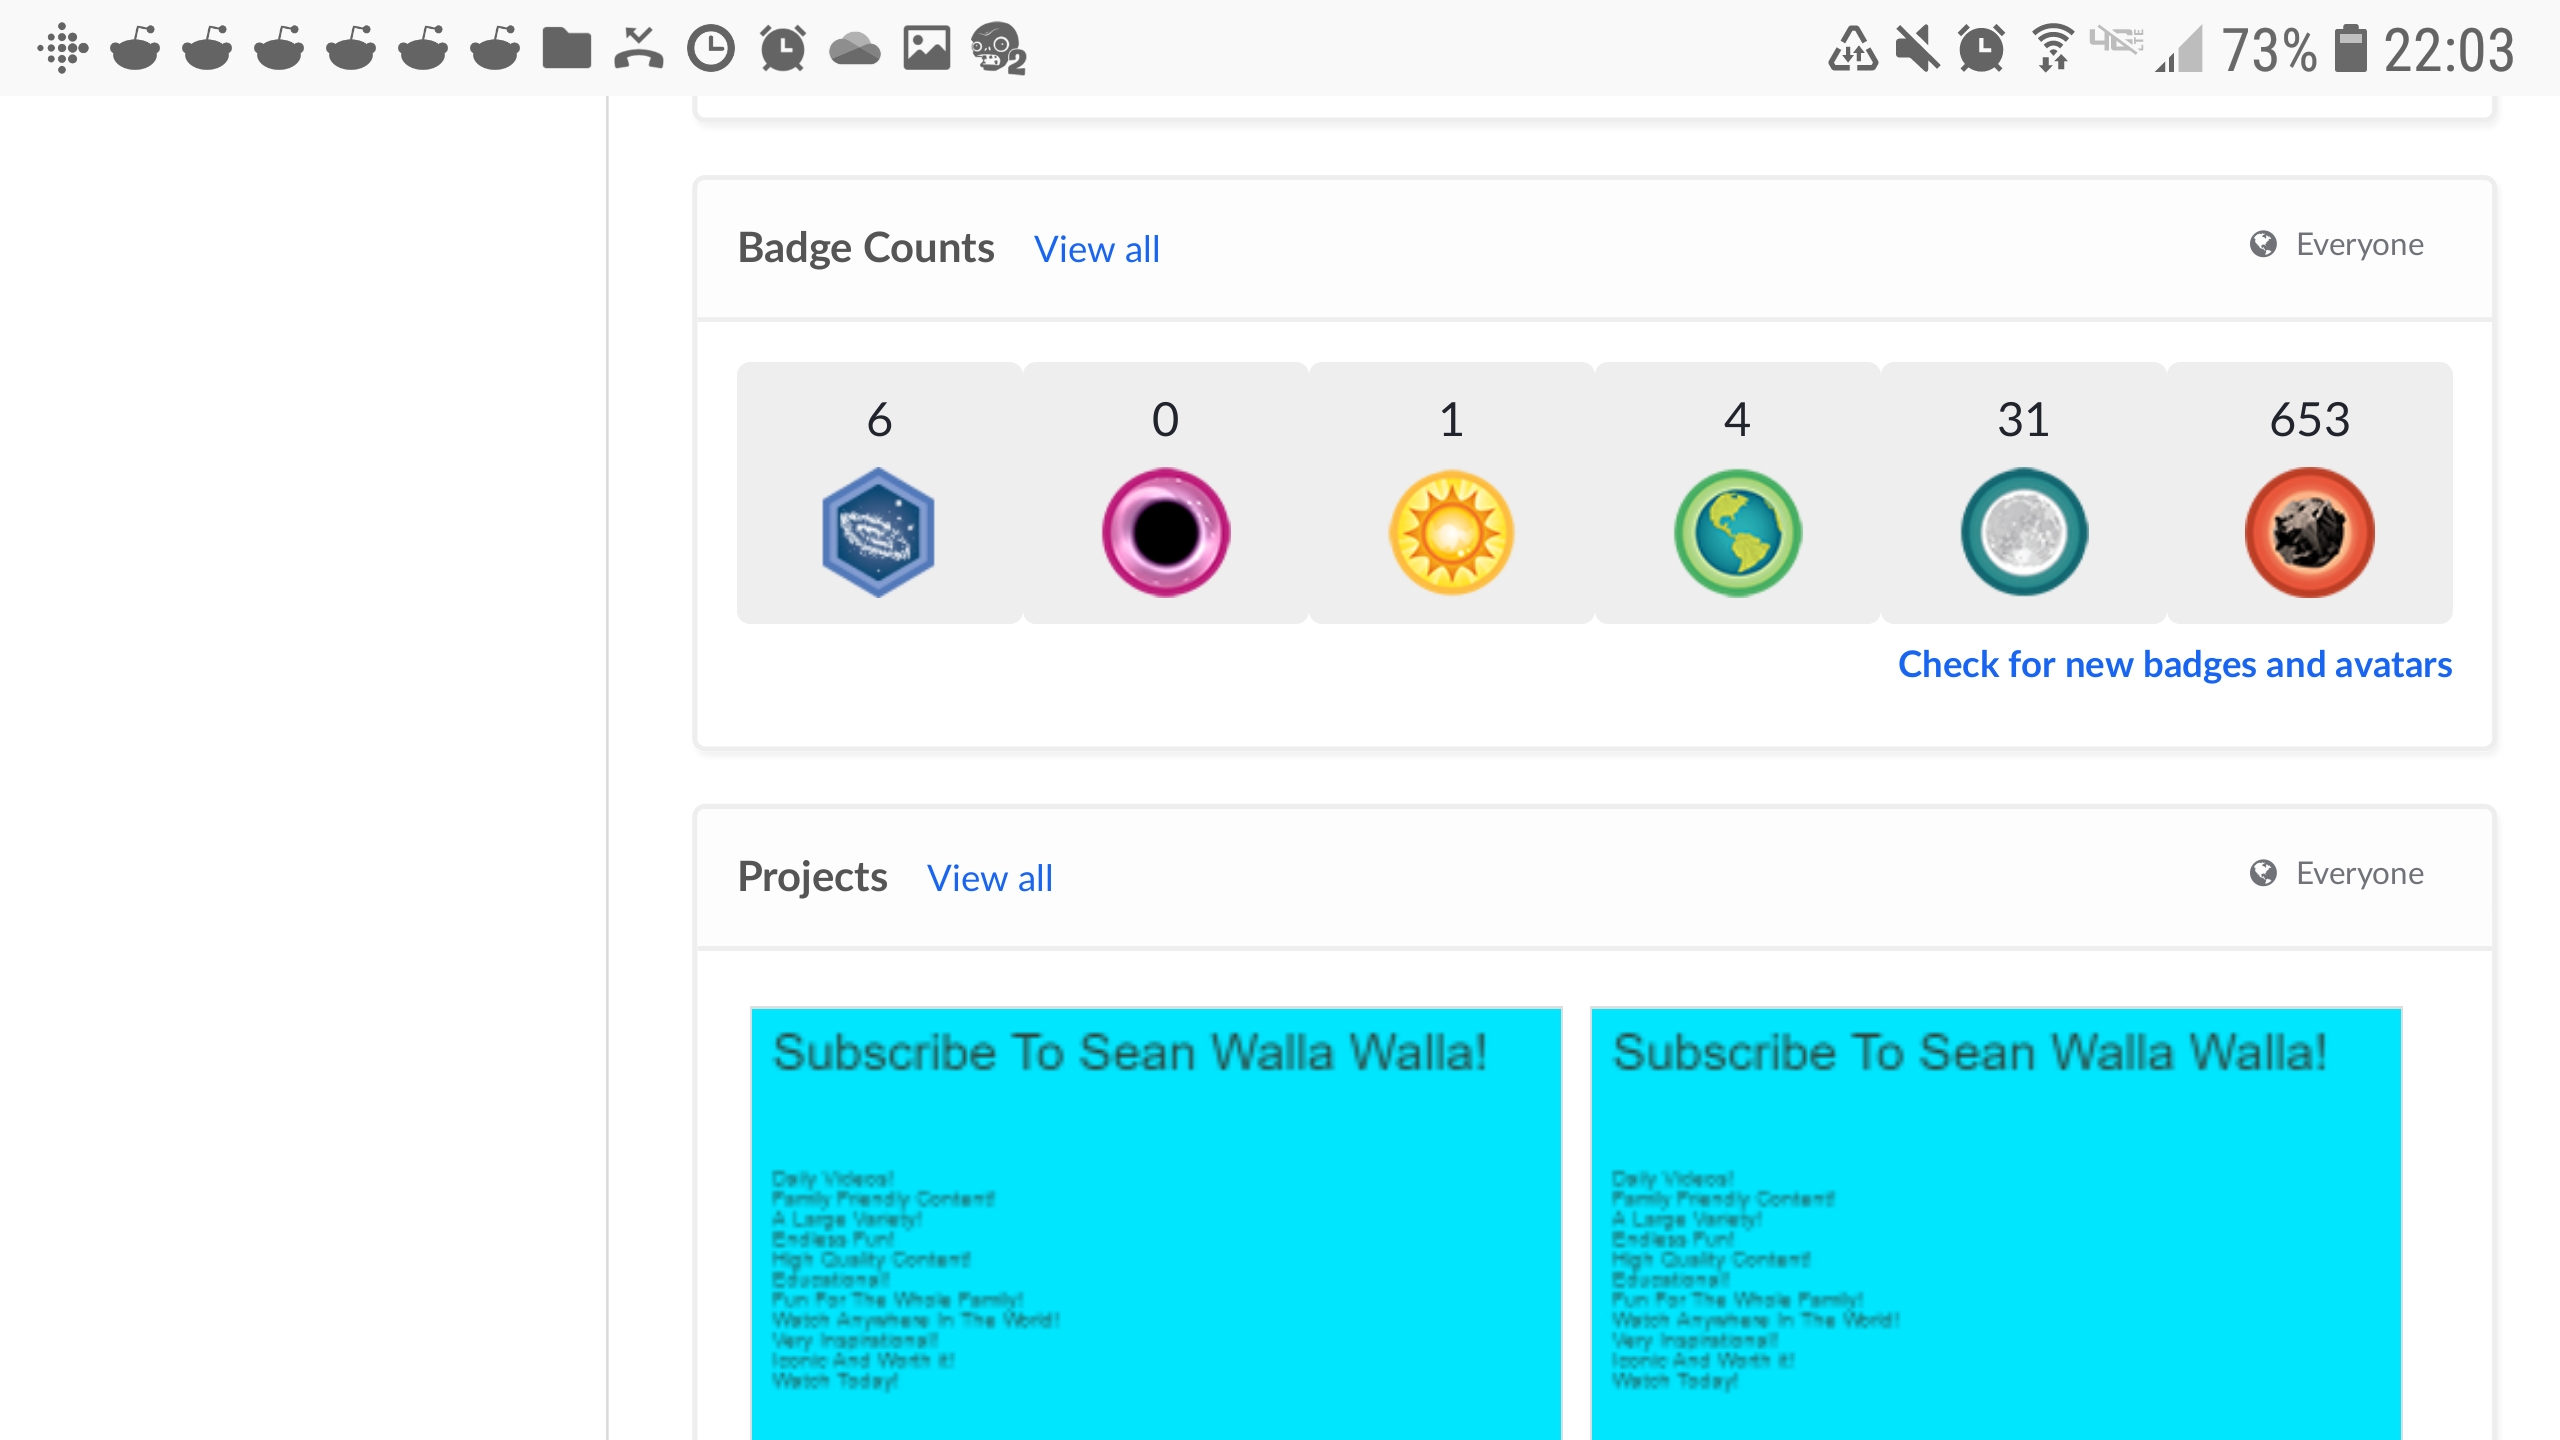 2 4G LTE 73% 22:03
Badge Counts View all Everyone
6 0 1 4 31 653
Check for new badges and avatars
Projects View all Everyone
Subscribe To Sean Walla Walla! Subscribe To Sean Walla Walla!
Daily Videos! Daily Videos!
Family Friendly Content! Family Friendly Content!
A Large Variety! A Large Variety!
Endless Fun! Endless Fun!
High Quality Content! High Quality Content!
Educational! Educational!
Fun For The Whole Family! Fun For The Whole Family!
Watch Anywhere In The World! Watch Anywhere In The World!
Very Inspirational! Very Inspirational!
Iconic And Worth It! Iconic And Worth It!
Watch Today! Watch Today!